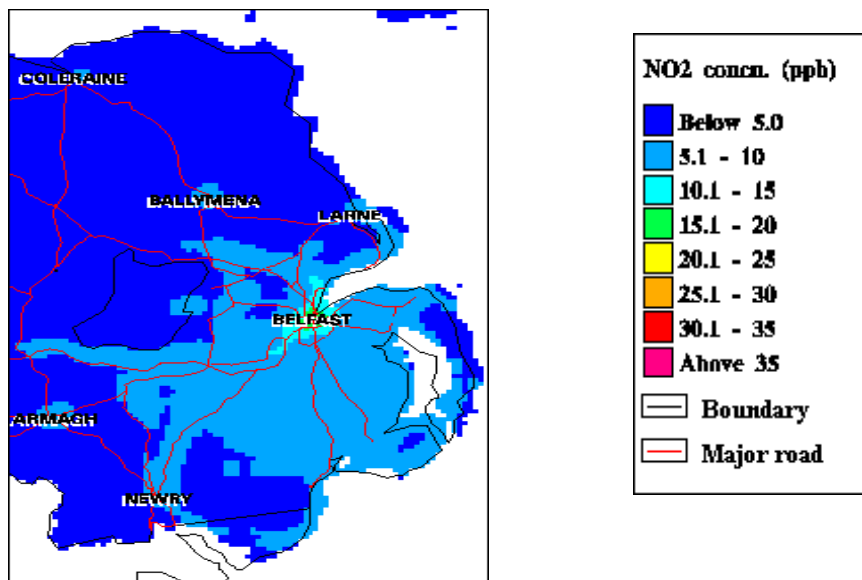 COLERAINE
BALLYMENA
LARNE
BELFAST
ARMAGH
NEWRY
NO2 concn. (ppb)
Below 5.0
5.1 - 10
10.1 - 15
15.1 - 20
20.1 - 25
25.1 - 30
30.1 - 35
Above 35
Boundary
Major road